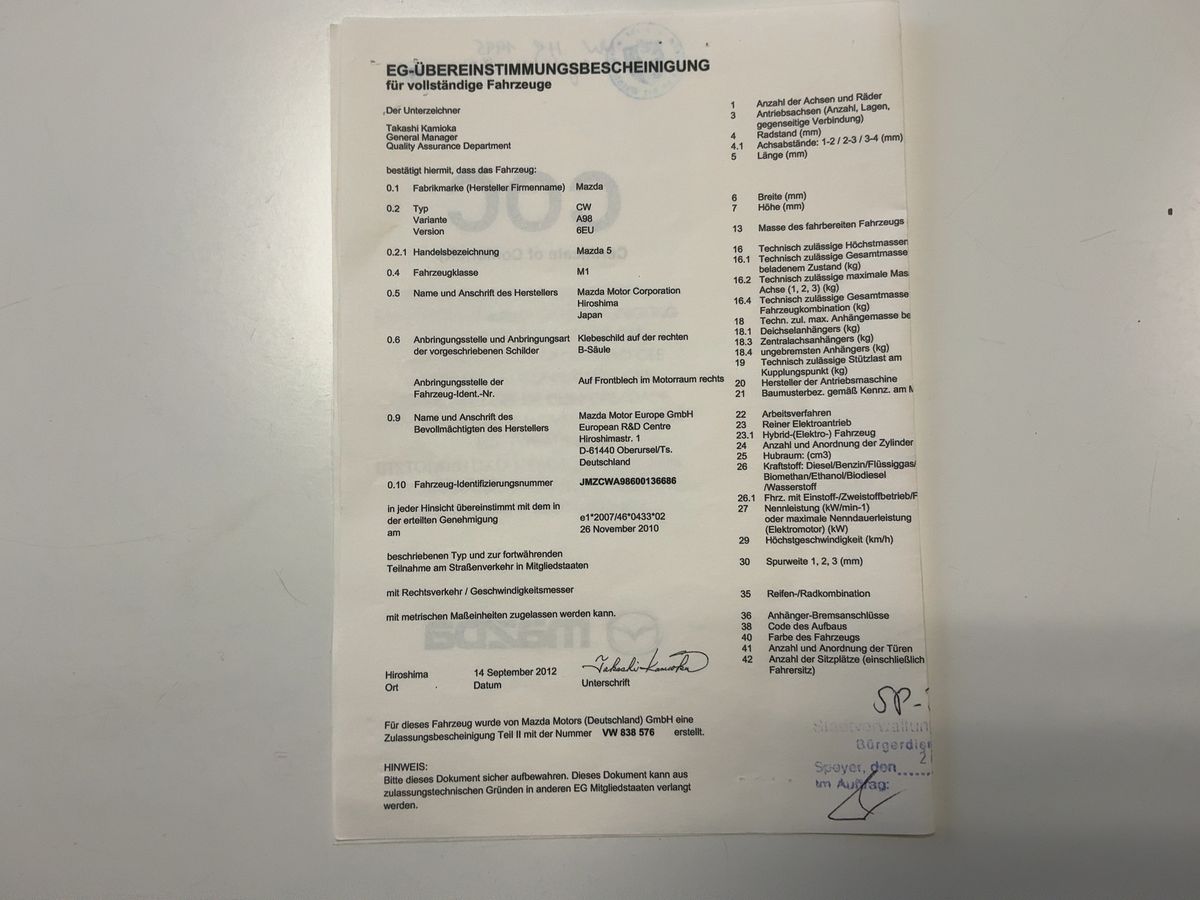 EG-ÜBEREINSTIMMUNGSBESCHEINIGUNG
für vollständige Fahrzeuge
Der Unterzeichner
Takashi Kamioka
General Manager
Quality Assurance Department
bestätigt hiermit, dass das Fahrzeug:
0.1 Fabrikmarke (Hersteller Firmenname) Mazda
0.2 Typ CW
Variante A98
Version 6EU
0.2.1 Handelsbezeichnung Mazda 5
0.4 Fahrzeugklasse M1
0.5 Name und Anschrift des Herstellers Mazda Motor Corporation
Hiroshima
Japan
0.6 Anbringungsstelle und Anbringungsart Klebeschild auf der rechten
der vorgeschriebenen Schilder B-Säule
Anbringungsstelle der Auf Frontblech im Motorraum rechts
Fahrzeug-Ident.-Nr.
0.9 Name und Anschrift des Mazda Motor Europe GmbH
Bevollmächtigten des Herstellers European R&D Centre
Hiroshimastr. 1
D-61440 Oberursel/Ts.
Deutschland
0.10 Fahrzeug-Identifizierungsnummer JMZCWA98600136686
in jeder Hinsicht übereinstimmt mit dem in
der erteilten Genehmigung e1*2007/46*0433*02
am 26 November 2010
beschriebenen Typ und zur fortwährenden
Teilnahme am Straßenverkehr in Mitgliedstaaten
mit Rechtsverkehr / Geschwindigkeitsmesser
mit metrischen Maßeinheiten zugelassen werden kann.
Hiroshima 14 September 2012 Takashi Kamioka
Ort Datum Unterschrift
Für dieses Fahrzeug wurde von Mazda Motors (Deutschland) GmbH eine
Zulassungsbescheinigung Teil II mit der Nummer VW 838 576 erstellt.
HINWEIS:
Bitte dieses Dokument sicher aufbewahren. Dieses Dokument kann aus
zulassungstechnischen Gründen in anderen EG Mitgliedstaaten verlangt
werden.
1 Anzahl der Achsen und Räder
3 Antriebsachsen (Anzahl, Lagen,
gegenseitige Verbindung)
4 Radstand (mm)
4.1 Achsabstände: 1-2 / 2-3 / 3-4 (mm)
5 Länge (mm)
6 Breite (mm)
7 Höhe (mm)
13 Masse des fahrbereiten Fahrzeugs
16 Technisch zulässige Höchstmassen
16.1 Technisch zulässige Gesamtmasse
beladenem Zustand (kg)
16.2 Technisch zulässige maximale Mas
Achse (1, 2, 3) (kg)
16.4 Technisch zulässige Gesamtmasse
Fahrzeugkombination (kg)
18 Techn. zul. max. Anhängemasse be
18.1 Deichselanhängers (kg)
18.3 Zentralachsanhängers (kg)
18.4 ungebremsten Anhängers (kg)
19 Technisch zulässige Stützlast am
Kupplungspunkt (kg)
20 Hersteller der Antriebsmaschine
21 Baumusterbez. gemäß Kennz. am M
22 Arbeitsverfahren
23 Reiner Elektroantrieb
23.1 Hybrid-(Elektro-) Fahrzeug
24 Anzahl und Anordnung der Zylinder
25 Hubraum: (cm3)
26 Kraftstoff: Diesel/Benzin/Flüssiggas/
Biomethan/Ethanol/Biodiesel
/Wasserstoff
26.1 Fhrz. mit Einstoff-/Zweistoffbetrieb/F
27 Nennleistung (kW/min-1)
oder maximale Nenndauerleistung
(Elektromotor) (kW)
29 Höchstgeschwindigkeit (km/h)
30 Spurweite 1, 2, 3 (mm)
35 Reifen-/Radkombination
36 Anhänger-Bremsanschlüsse
38 Code des Aufbaus
40 Farbe des Fahrzeugs
41 Anzahl und Anordnung der Türen
42 Anzahl der Sitzplätze (einschließlich
Fahrersitz)
SP-
Stadtverwaltun
Bürgerdie
Speyer, den
Im Auftrag: